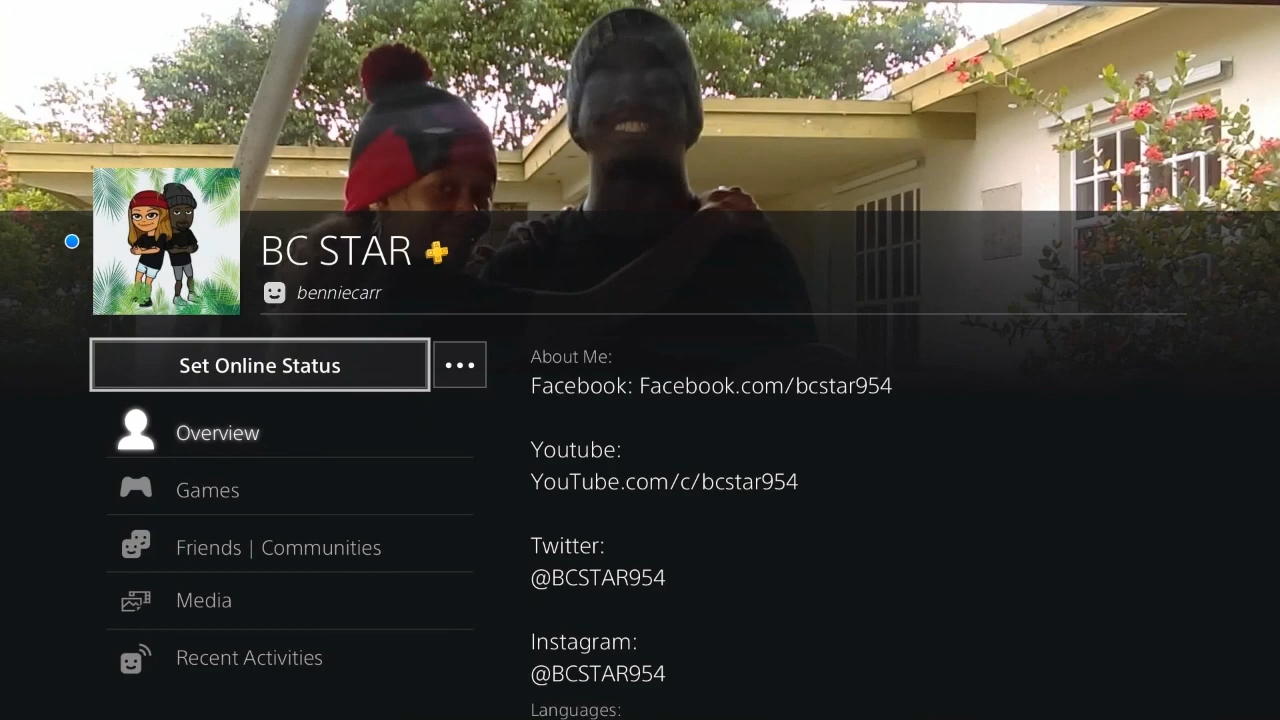 BC STAR
benniecarr
Set Online Status
...
Overview
Games
Friends | Communities
Media
Recent Activities
About Me:
Facebook: Facebook.com/bcstar954
Youtube:
YouTube.com/c/bcstar954
Twitter:
@BCSTAR954
Instagram:
@BCSTAR954
Languages: